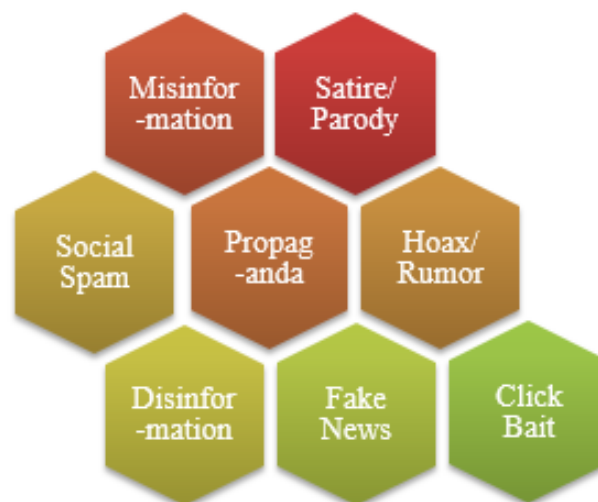 Misinfor
-mation
Satire/
Parody
Social
Spam
Propag
-anda
Hoax/
Rumor
Disinfor
-mation
Fake
News
Click
Bait